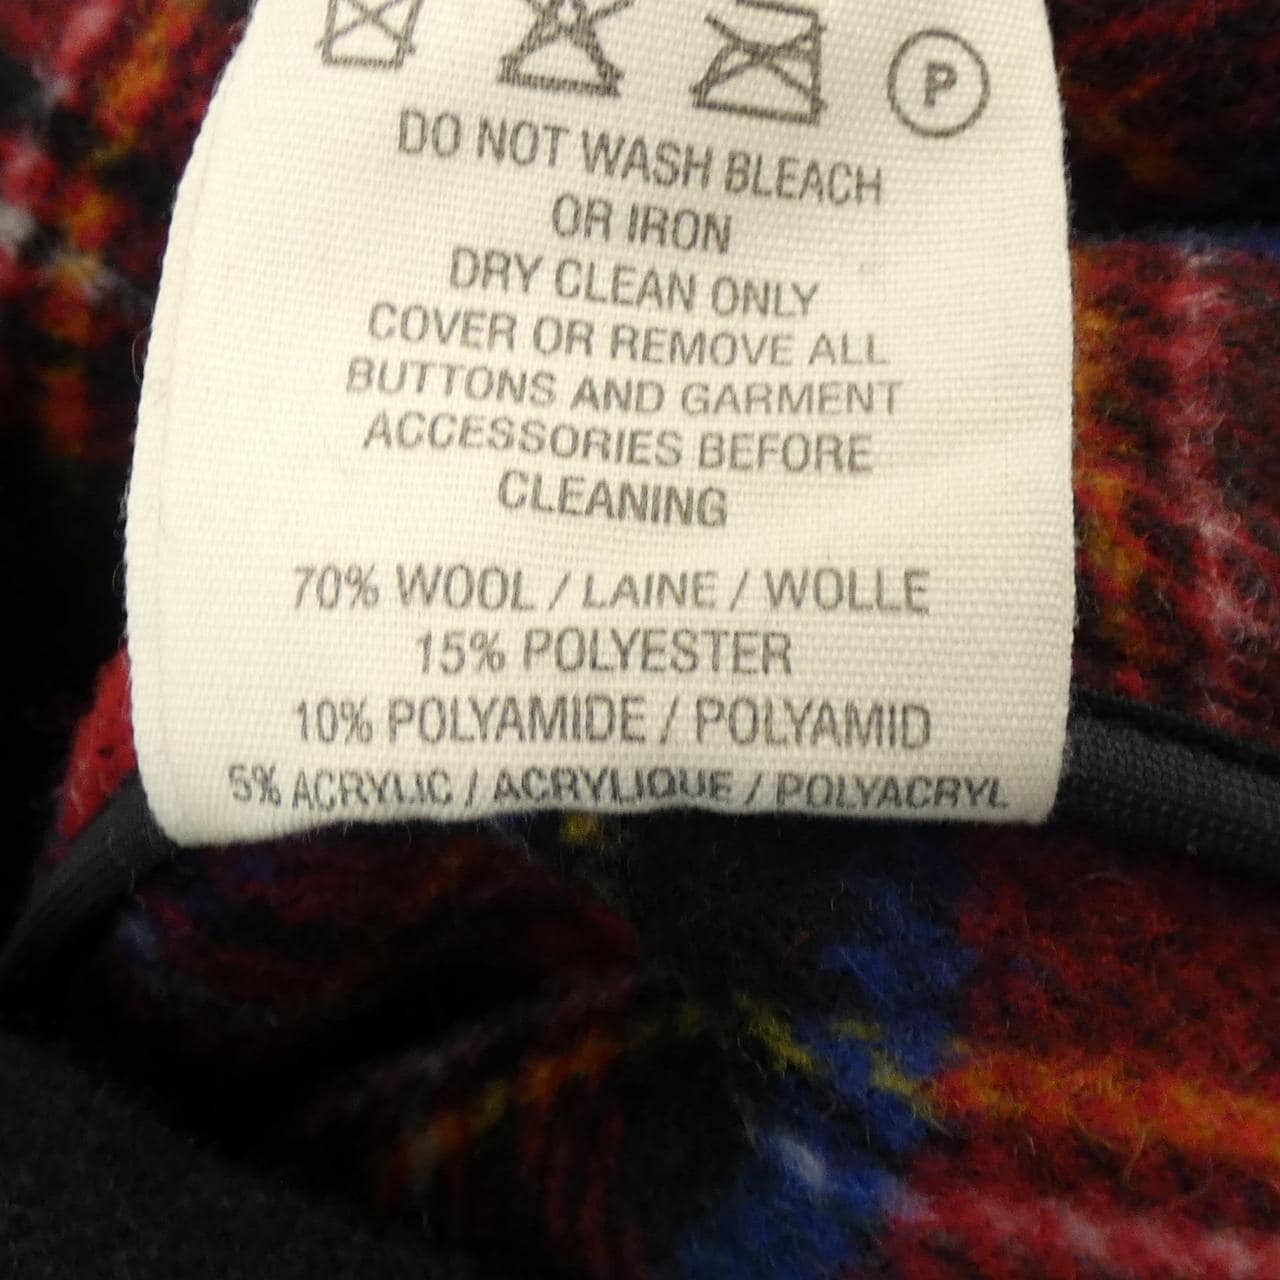 P
DO NOT WASH BLEACH
OR IRON
DRY CLEAN ONLY
COVER OR REMOVE ALL
BUTTONS AND GARMENT
ACCESSORIES BEFORE
CLEANING
70% WOOL / LAINE / WOLLE
15% POLYESTER
10% POLYAMIDE / POLYAMID
5% ACRYLIC / ACRYLIQUE / POLYACRYL